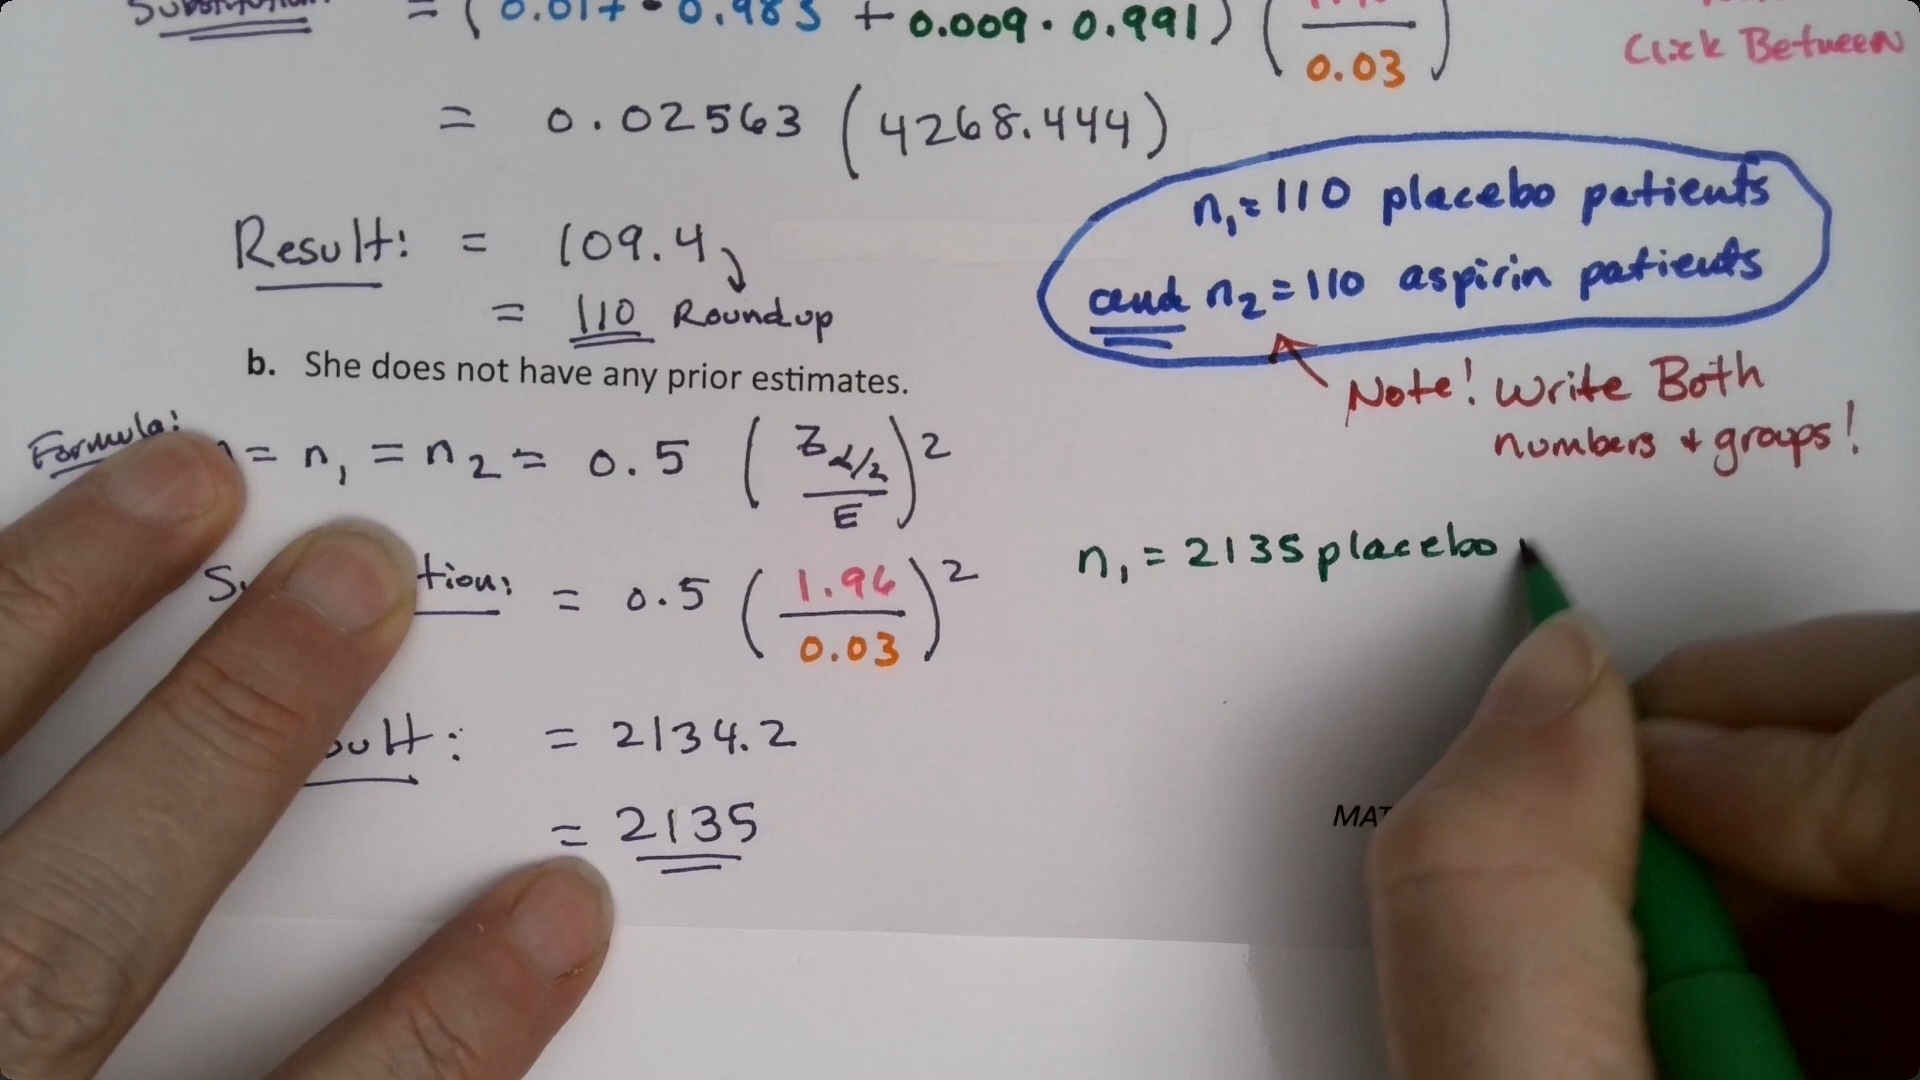 = (0.017 • 0.983 + 0.009 • 0.991) (
0.03)
Click Between
= 0.02563 (4268.444)
n₁=110 placebo patients
and n₂=110 aspirin patients
Result: = 109.4
= 110 Roundup
b. She does not have any prior estimates.
Note! Write Both
numbers + groups!
Formula:
= n₁ = n₂ = 0.5 (Zα/2 / E)²
n₁ = 2135 placebo
tion: = 0.5 (1.96 / 0.03)²
= 2134.2
= 2135